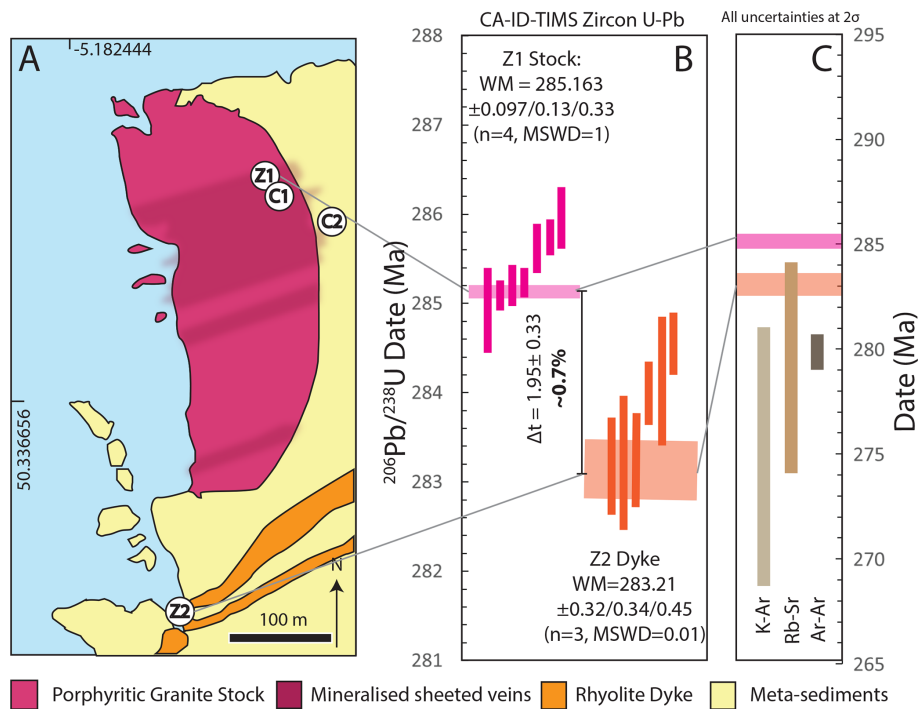 A
-5.182444
50.336656
Z1
C1
C2
Z2
N
100 m
CA-ID-TIMS Zircon U-Pb
B
Z1 Stock:
WM = 285.163
±0.097/0.13/0.33
(n=4, MSWD=1)
288
287
286
285
284
283
282
281
206Pb/238U Date (Ma)
Δt = 1.95± 0.33
~0.7%
Z2 Dyke
WM=283.21
±0.32/0.34/0.45
(n=3, MSWD=0.01)
All uncertainties at 2σ
C
295
290
285
280
275
270
265
Date (Ma)
K-Ar
Rb-Sr
Ar-Ar
Porphyritic Granite Stock
Mineralised sheeted veins
Rhyolite Dyke
Meta-sediments